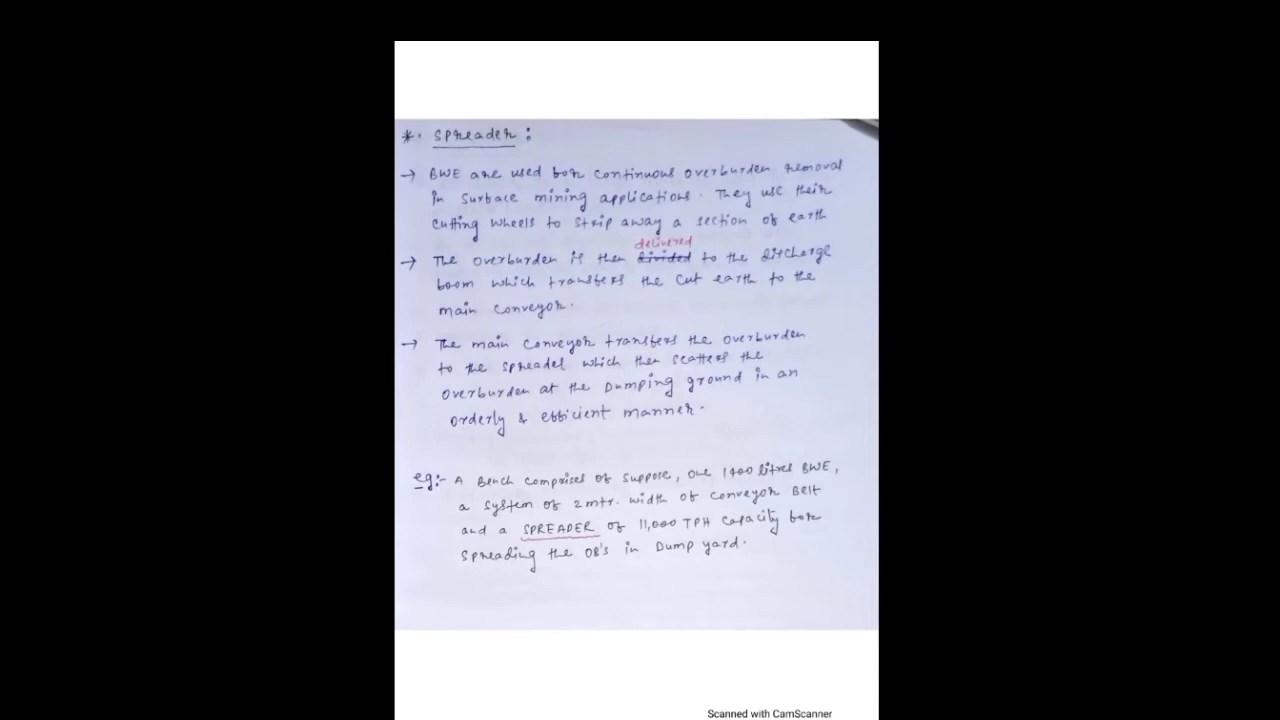 *. Spreader :
→ BWE are used for continuous overburden removal
in surface mining applications. They use their
cutting wheels to strip away a section of earth
delivered
→ The overburden is then divided to the discharge
boom which transfers the cut earth to the
main conveyor.
→ The main conveyor transfers the overburden
to the spreader which then scatters the
overburden at the Dumping ground in an
orderly & efficient manner.
eg:- A Bench comprises of suppose, one 1400 litres BWE,
a system of 2 mtr. width of conveyor Belt
and a SPREADER of 11,000 TPH capacity for
spreading the OB's in Dump yard.
Scanned with CamScanner